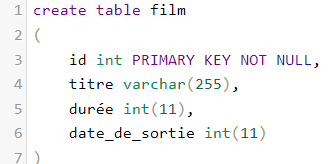 1 create table film
2 (
3 id int PRIMARY KEY NOT NULL,
4 titre varchar(255),
5 durée int(11),
6 date_de_sortie int(11)
7 )